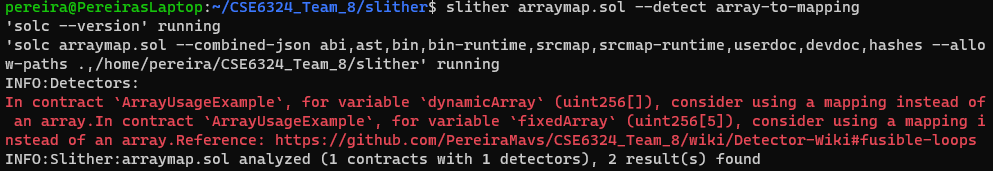 pereira@PereirasLaptop:~/CSE6324_Team_8/slither$ slither arraymap.sol --detect array-to-mapping
'solc --version' running
'solc arraymap.sol --combined-json abi,ast,bin,bin-runtime,srcmap,srcmap-runtime,userdoc,devdoc,hashes --allo
w-paths .,/home/pereira/CSE6324_Team_8/slither' running
INFO:Detectors:
In contract `ArrayUsageExample`, for variable `dynamicArray` (uint256[]), consider using a mapping instead of
 an array.In contract `ArrayUsageExample`, for variable `fixedArray` (uint256[5]), consider using a mapping i
nstead of an array.Reference: https://github.com/PereiraMavs/CSE6324_Team_8/wiki/Detector-Wiki#fusible-loops
INFO:Slither:arraymap.sol analyzed (1 contracts with 1 detectors), 2 result(s) found